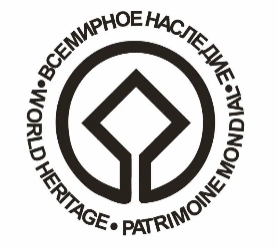 ВСЕМИРНОЕ НАСЛЕДИЕ • PATRIMOINE MONDIAL • WORLD HERITAGE •